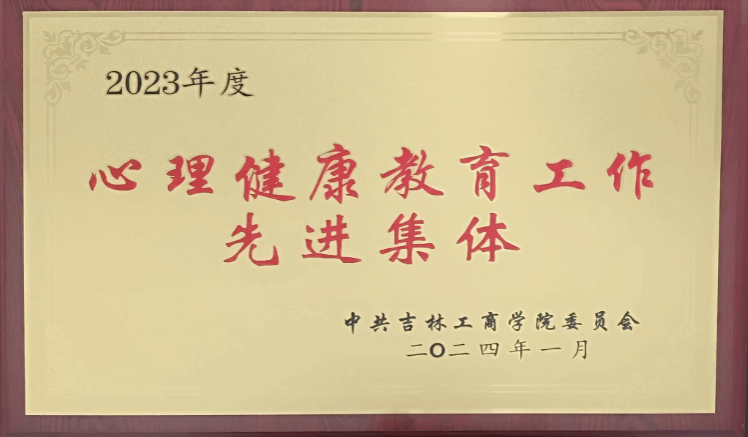 2023年度
心理健康教育工作
先进集体
中共吉林工商学院委员会
二〇二四年一月